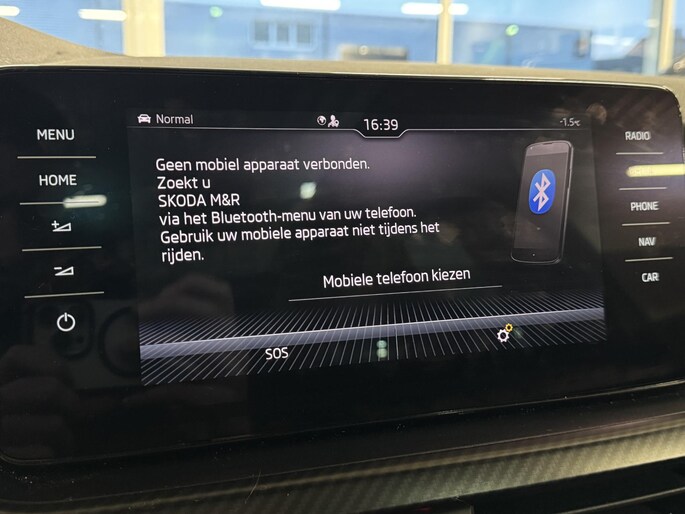 MENU
HOME
Normal
16:39
-1.5°C
Geen mobiel apparaat verbonden.
Zoekt u
SKODA M&R
via het Bluetooth-menu van uw telefoon.
Gebruik uw mobiele apparaat niet tijdens het
rijden.
Mobiele telefoon kiezen
SOS
RADIO
PHONE
NAV
CAR